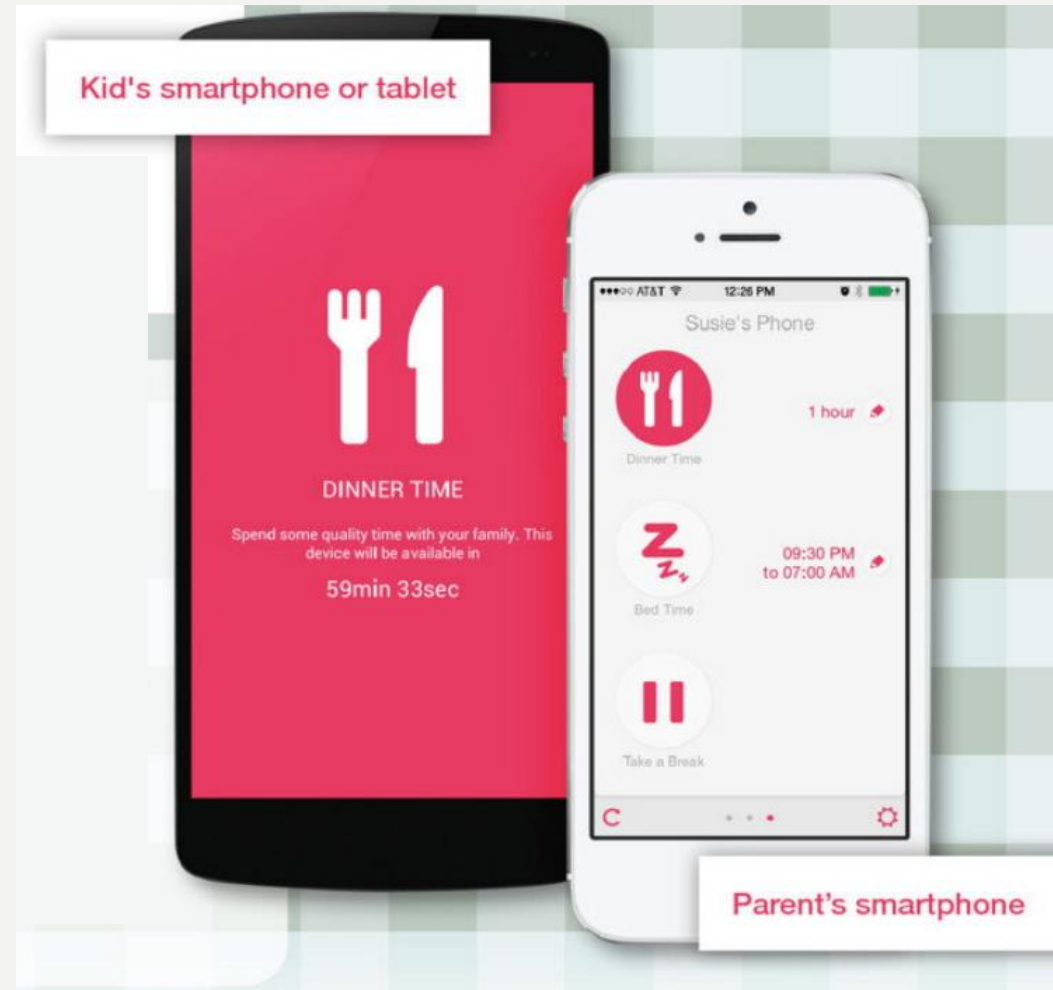 Kid's smartphone or tablet
DINNER TIME
Spend some quality time with your family. This
device will be available in
59min 33sec
AT&T 12:26 PM
Susie's Phone
Dinner Time
1 hour
Bed Time
09:30 PM
to 07:00 AM
Take a Break
Parent’s smartphone